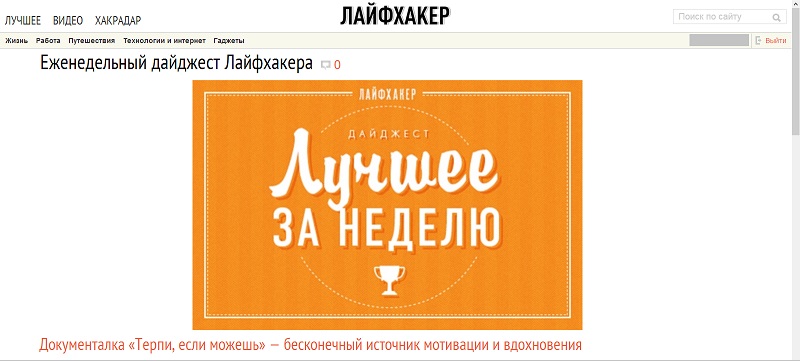 ЛУЧШЕЕ ВИДЕО ХАКРАДАР
ЛАЙФХАКЕР
Поиск по сайту
Жизнь Работа Путешествия Технологии и интернет Гаджеты
Выйти
Еженедельный дайджест Лайфхакера 0
ЛАЙФХАКЕР
ДАЙДЖЕСТ
Лучшее
ЗА НЕДЕЛЮ
Документалка «Терпи, если можешь» — бесконечный источник мотивации и вдохновения